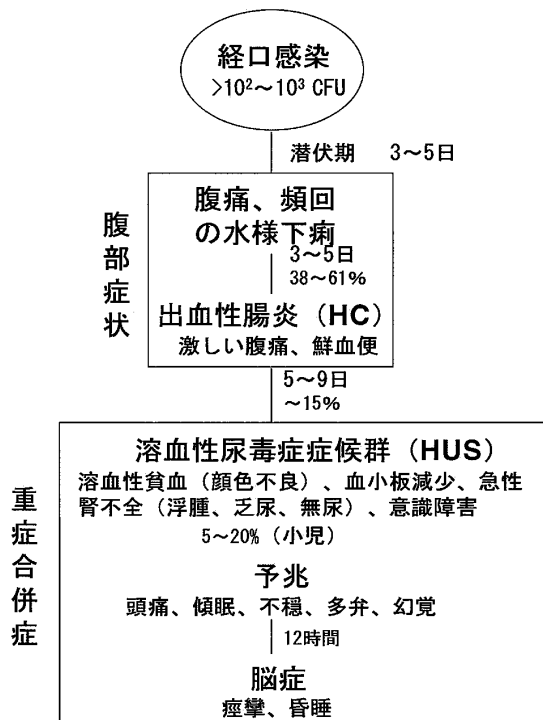 経口感染
>10²～10³ CFU
潜伏期 3～5日
腹部症状
腹痛、頻回
の水様下痢
3～5日
38～61%
出血性腸炎（HC）
激しい腹痛、鮮血便
5～9日
～15%
重症合併症
溶血性尿毒症症候群（HUS）
溶血性貧血（顔色不良）、血小板減少、急性
腎不全（浮腫、乏尿、無尿）、意識障害
5～20%（小児）
予兆
頭痛、傾眠、不穏、多弁、幻覚
12時間
脳症
痙攣、昏睡